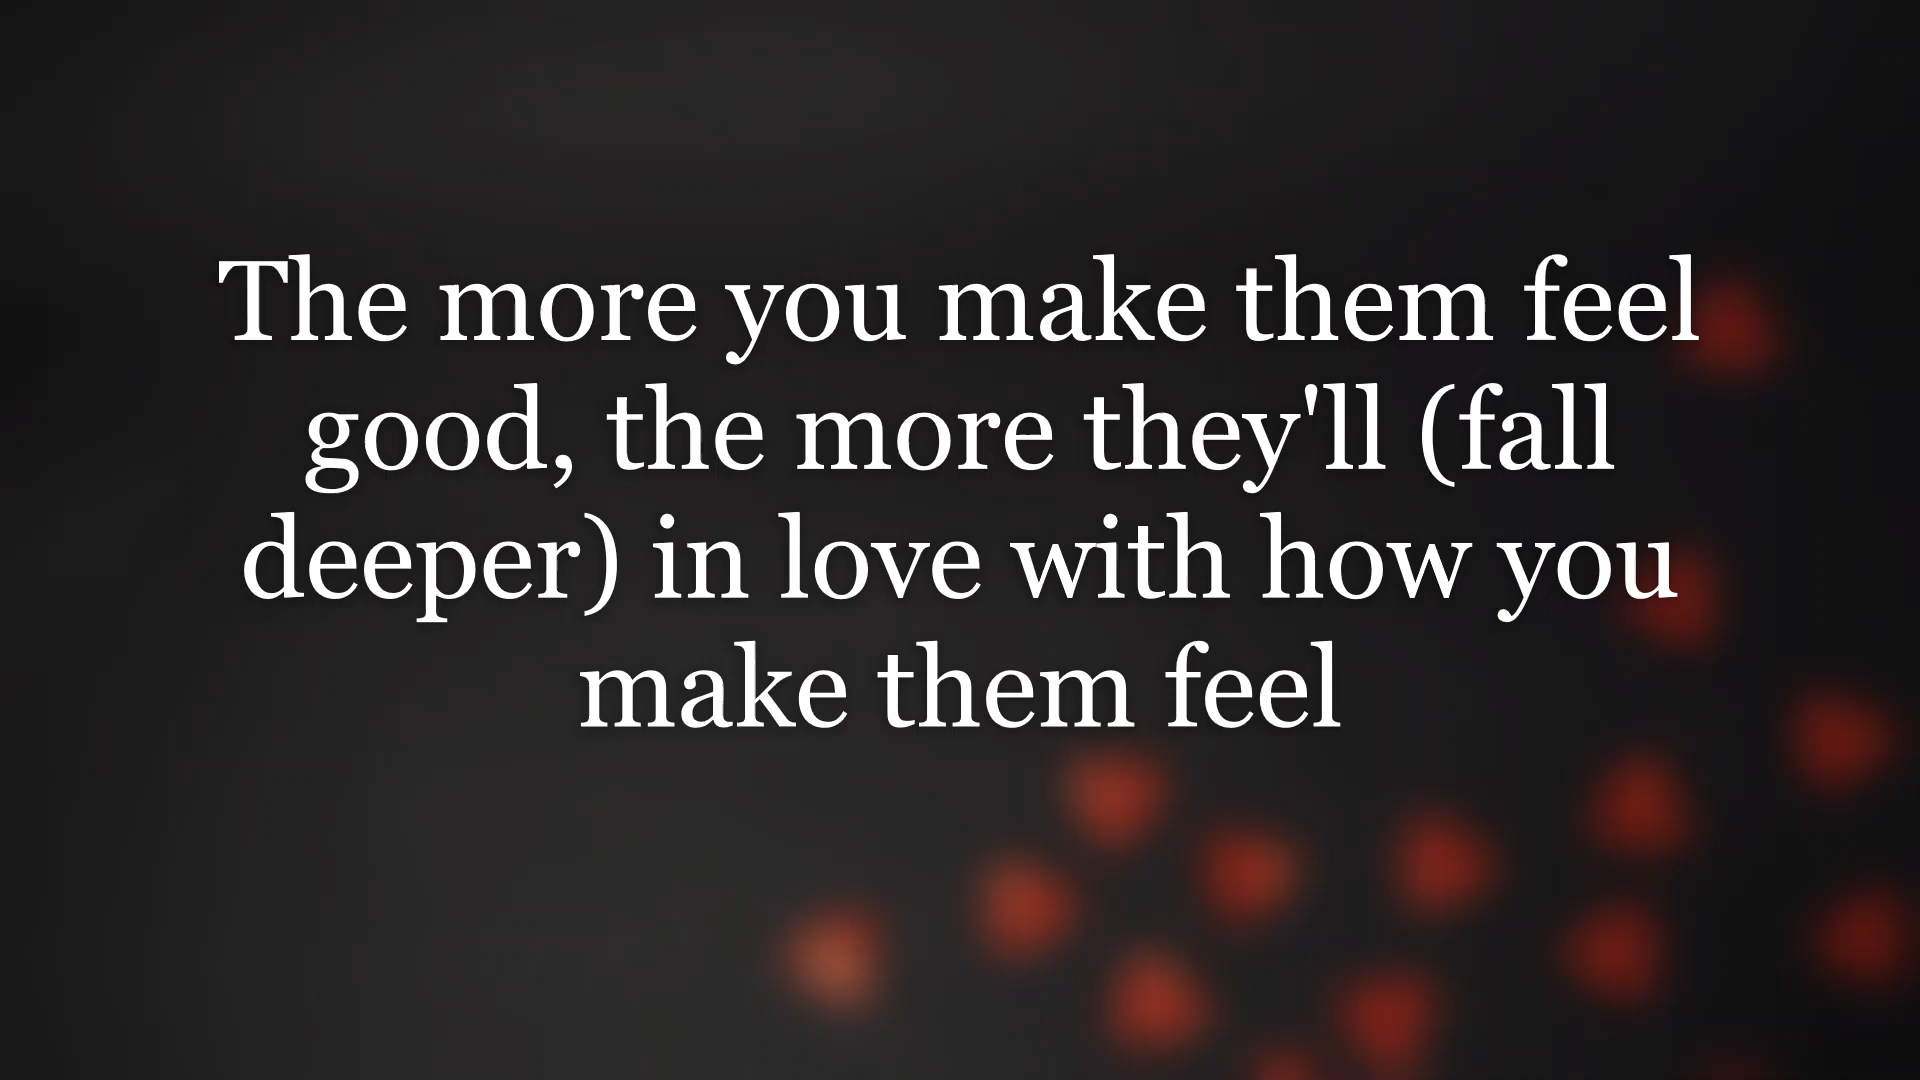 The more you make them feel
good, the more they'll (fall
deeper) in love with how you
make them feel